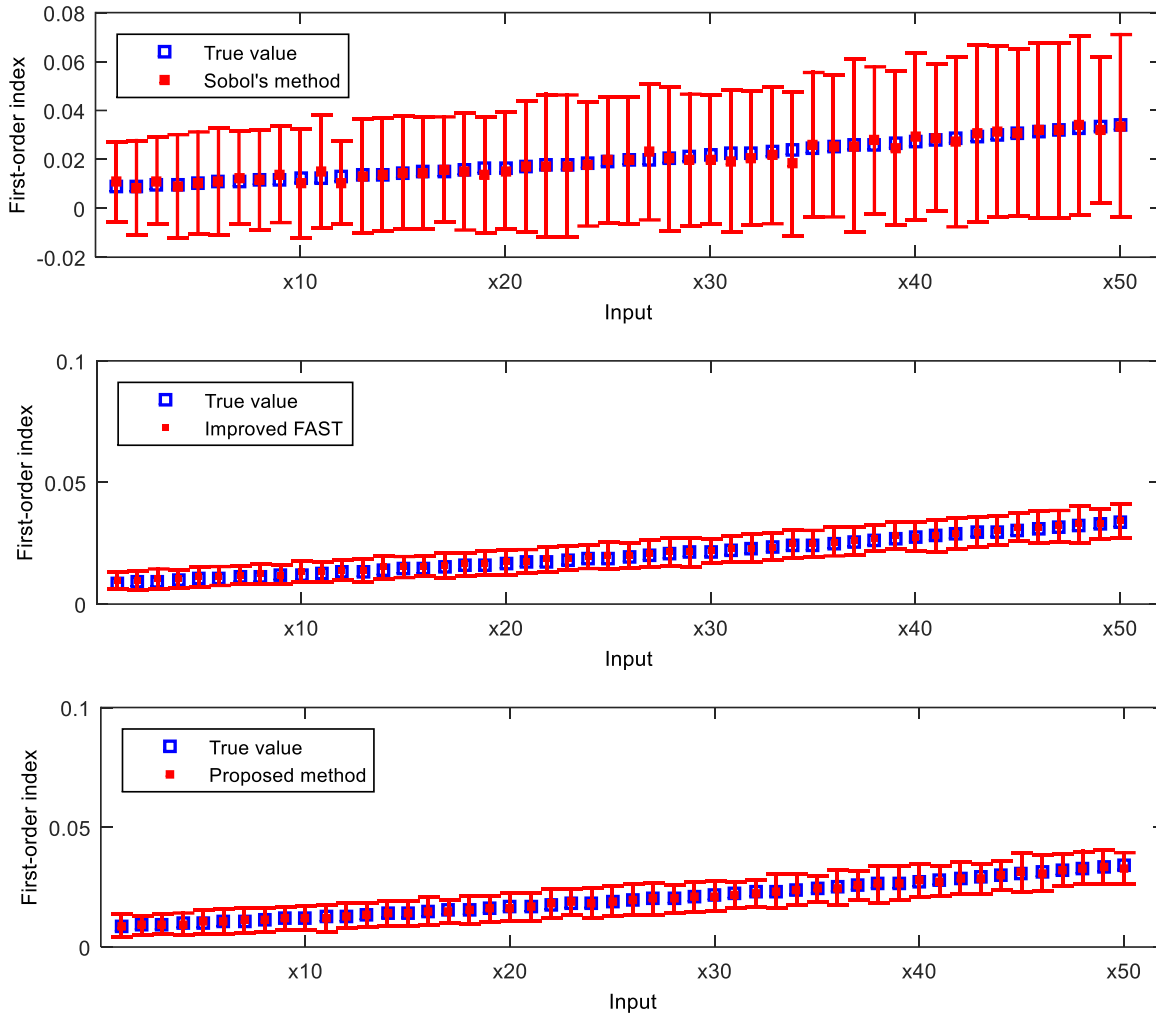 0.08
0.06
0.04
0.02
0
-0.02
First-order index
True value
Sobol's method
x10 x20 x30 x40 x50
Input
0.1
0.05
0
First-order index
True value
Improved FAST
x10 x20 x30 x40 x50
Input
0.1
0.05
0
First-order index
True value
Proposed method
x10 x20 x30 x40 x50
Input